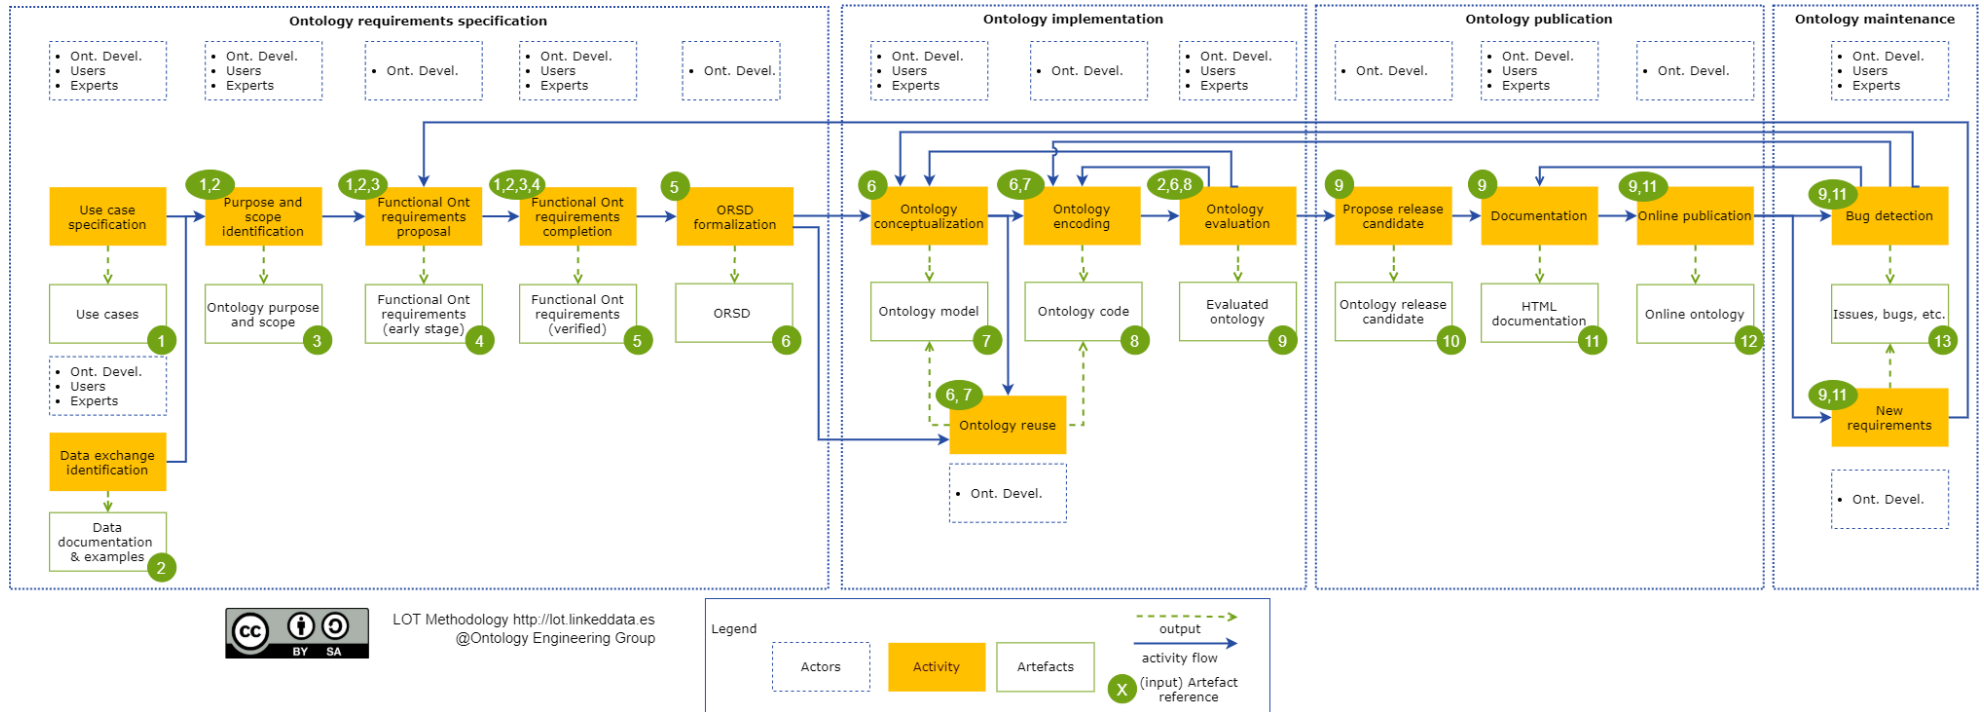 Ontology requirements specification
• Ont. Devel.
• Users
• Experts
• Ont. Devel.
• Users
• Experts
• Ont. Devel.
• Ont. Devel.
• Users
• Experts
• Ont. Devel.
1,2
1,2,3
1,2,3,4
5
Use case
specification
Purpose and
scope
identification
Functional Ont
requirements
proposal
Functional Ont
requirements
completion
ORSD
formalization
Use cases
1
Ontology purpose
and scope
3
Functional Ont
requirements
(early stage)
4
Functional Ont
requirements
(verified)
5
ORSD
6
• Ont. Devel.
• Users
• Experts
Data exchange
identification
Data
documentation
& examples
2
Ontology implementation
• Ont. Devel.
• Users
• Experts
• Ont. Devel.
• Ont. Devel.
• Users
• Experts
6
6,7
2,6,8
Ontology
conceptualization
Ontology
encoding
Ontology
evaluation
Ontology model
7
Ontology code
8
Evaluated
ontology
9
6, 7
Ontology reuse
• Ont. Devel.
Ontology publication
• Ont. Devel.
• Ont. Devel.
• Users
• Experts
• Ont. Devel.
9
9
9,11
Propose release
candidate
Documentation
Online publication
Ontology release
candidate
10
HTML
documentation
11
Online ontology
12
Ontology maintenance
• Ont. Devel.
• Users
• Experts
9,11
Bug detection
Issues, bugs, etc.
13
9,11
New
requirements
• Ont. Devel.
cc
BY SA
LOT Methodology http://lot.linkeddata.es
@Ontology Engineering Group
Legend
Actors
Activity
Artefacts
output
activity flow
X
(input) Artefact
reference